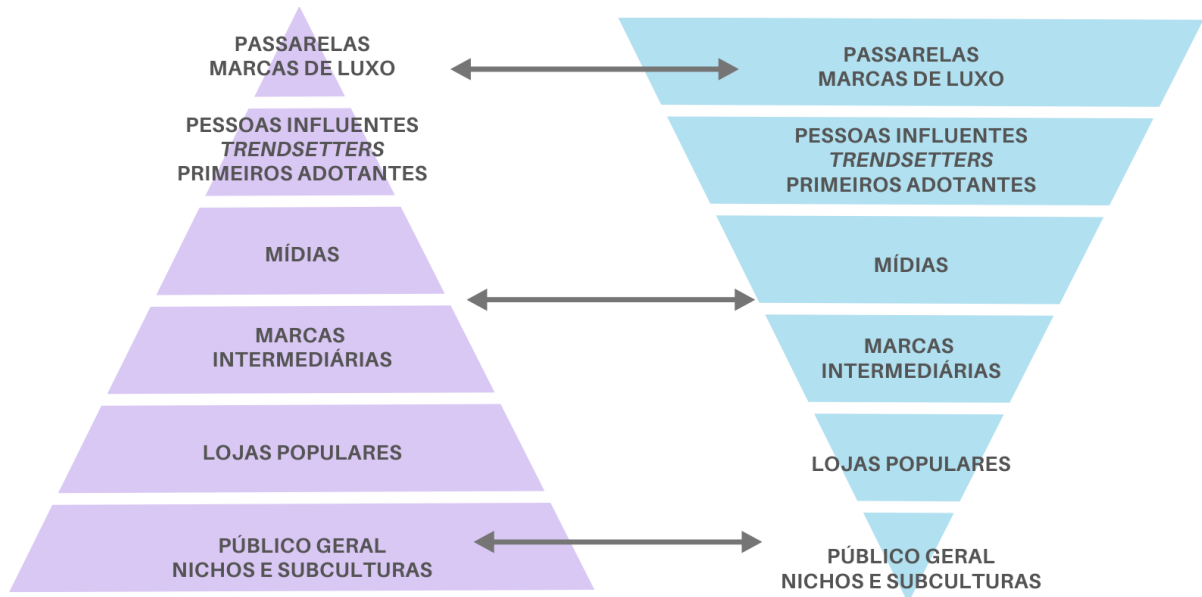 PASSARELAS
MARCAS DE LUXO
PESSOAS INFLUENTES
TRENDSETTERS
PRIMEIROS ADOTANTES
MÍDIAS
MARCAS
INTERMEDIÁRIAS
LOJAS POPULARES
PÚBLICO GERAL
NICHOS E SUBCULTURAS
PASSARELAS
MARCAS DE LUXO
PESSOAS INFLUENTES
TRENDSETTERS
PRIMEIROS ADOTANTES
MÍDIAS
MARCAS
INTERMEDIÁRIAS
LOJAS POPULARES
PÚBLICO GERAL
NICHOS E SUBCULTURAS